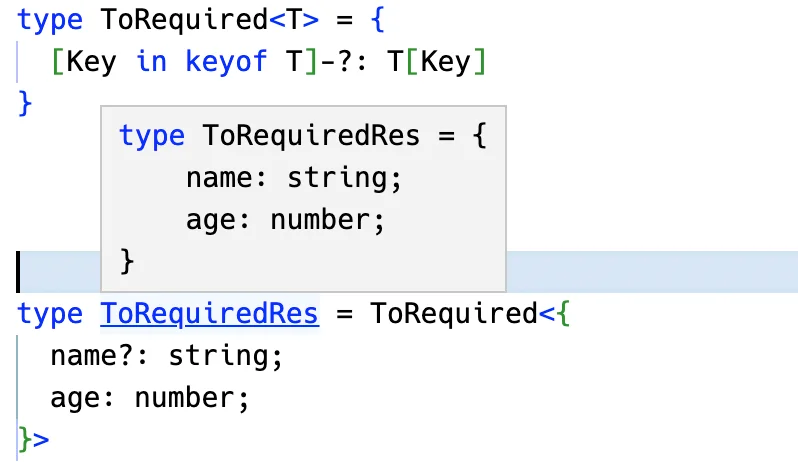 type ToRequired<T> = {
[Key in keyof T]-?: T[Key]
}
type ToRequiredRes = {
name: string;
age: number;
}
type ToRequiredRes = ToRequired<{
name?: string;
age: number;
}>